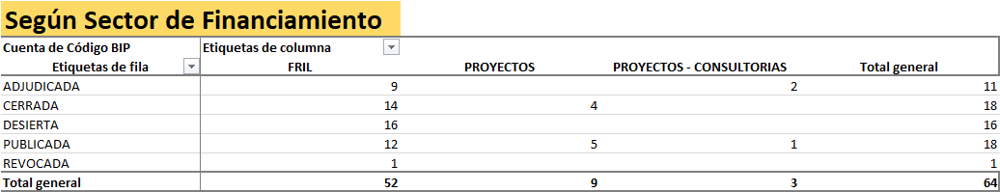 Según Sector de Financiamiento
Cuenta de Código BIP Etiquetas de columna
Etiquetas de fila FRIL PROYECTOS PROYECTOS - CONSULTORIAS Total general
ADJUDICADA 9 2 11
CERRADA 14 4 18
DESIERTA 16 16
PUBLICADA 12 5 1 18
REVOCADA 1 1
Total general 52 9 3 64